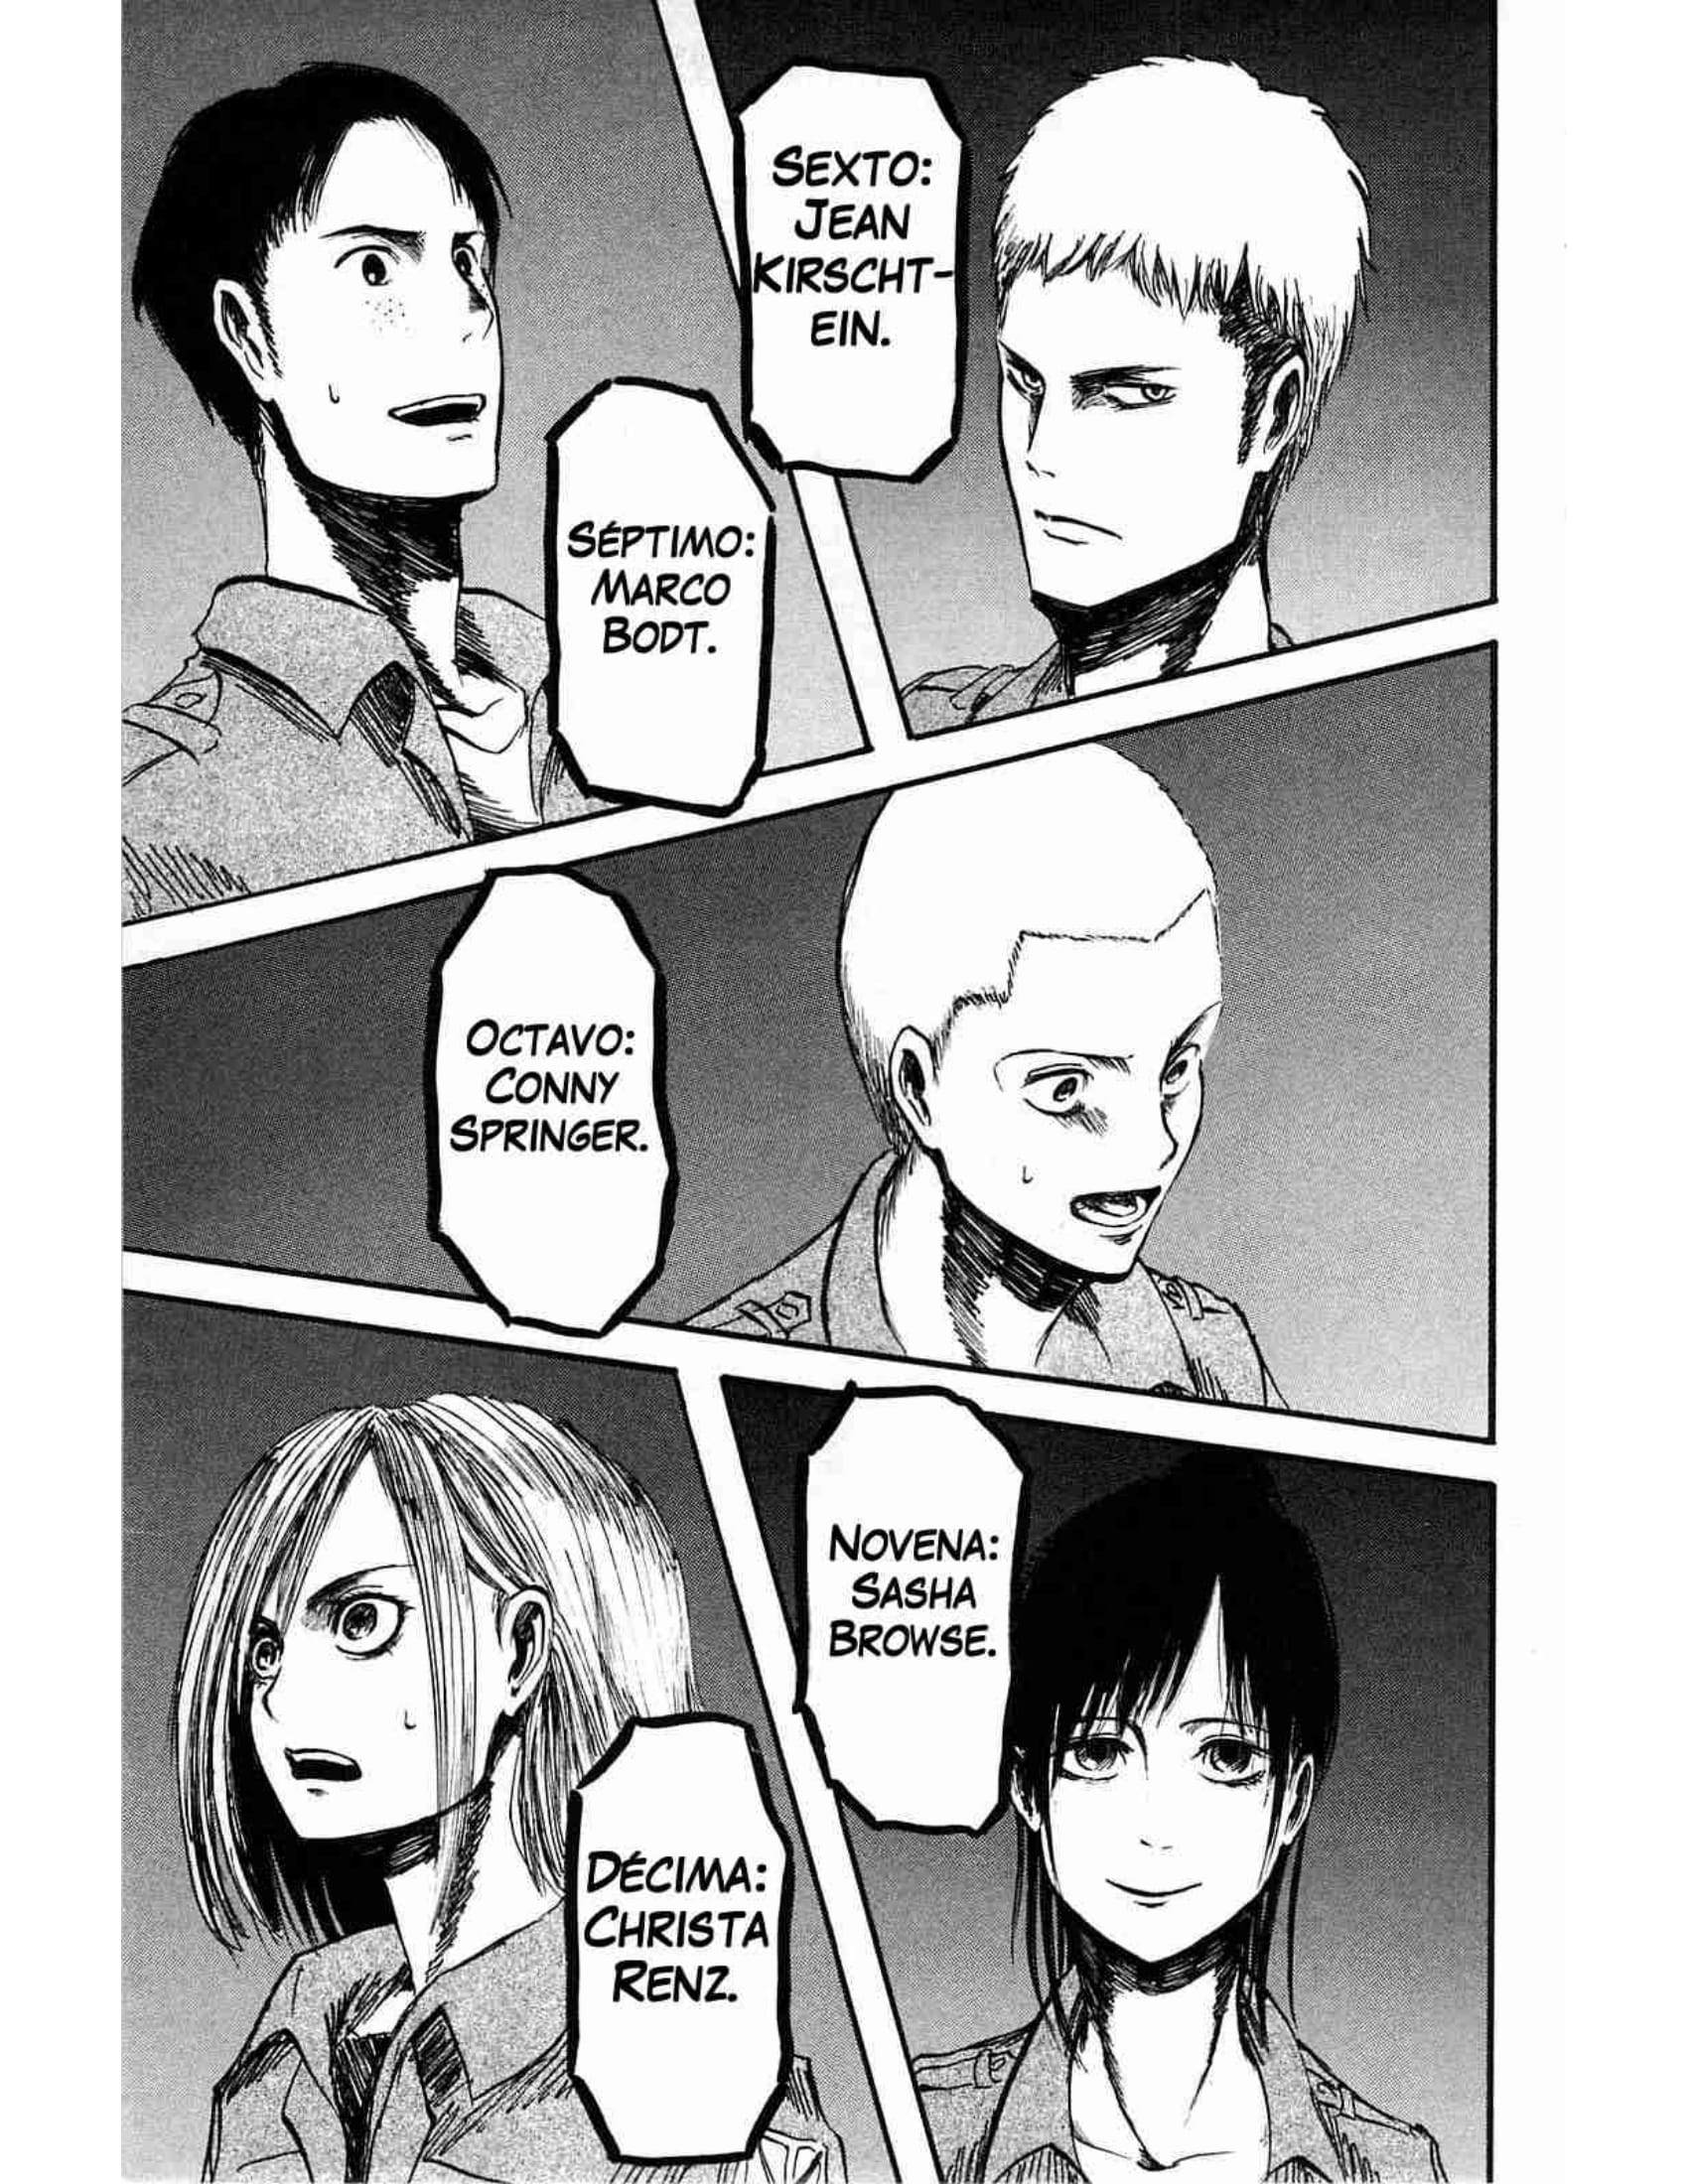 SEXTO:
JEAN
KIRSCHT-
EIN.
SÉPTIMO:
MARCO
BODT.
OCTAVO:
CONNY
SPRINGER.
NOVENA:
SASHA
BROWSE.
DÉCIMA:
CHRISTA
RENZ.